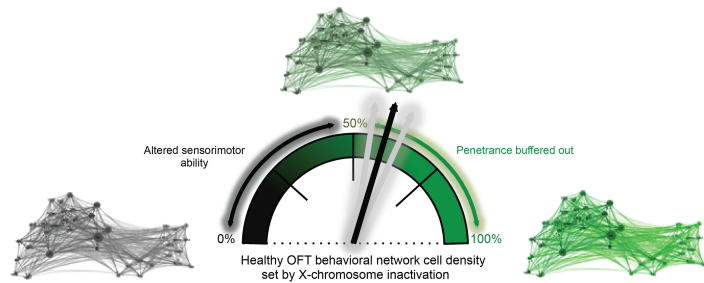 50%
Altered sensorimotor
ability
Penetrance buffered out
0%
100%
Healthy OFT behavioral network cell density
set by X-chromosome inactivation